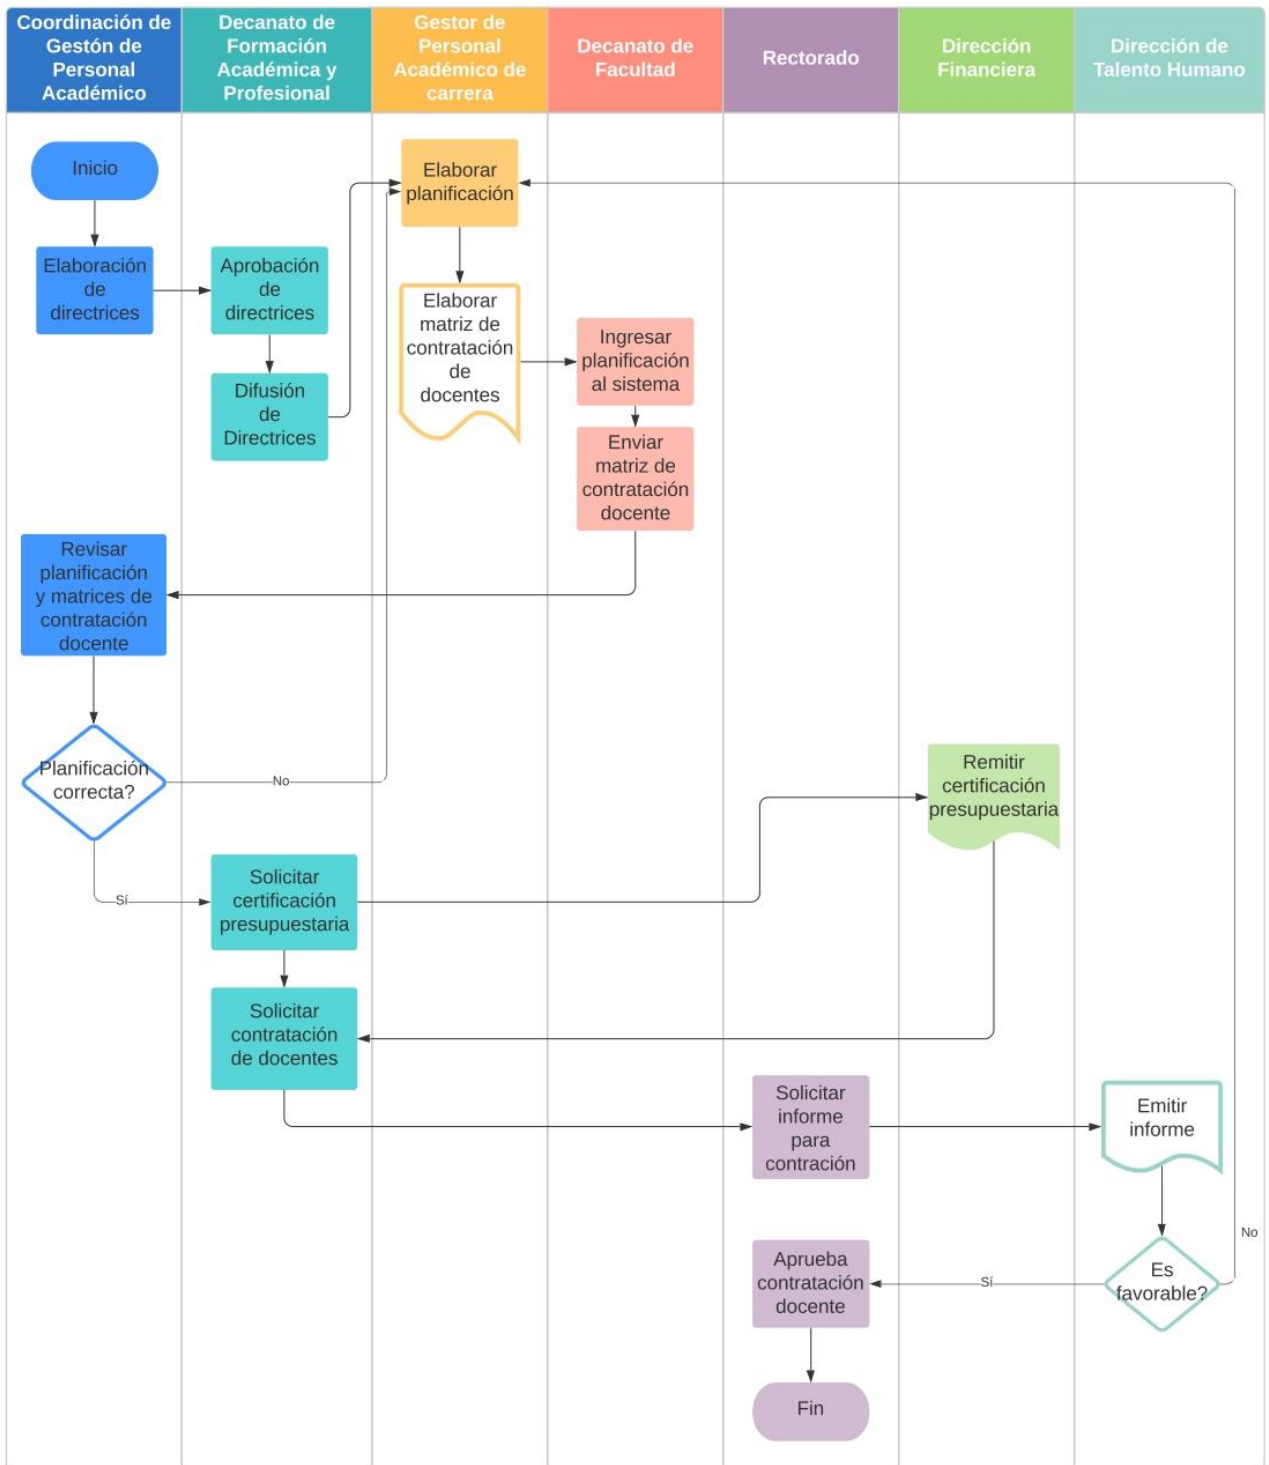 Coordinación de
Gestón de
Personal
Académico
Decanato de
Formación
Académica y
Profesional
Gestor de
Personal
Académico de
carrera
Decanato de
Facultad
Rectorado
Dirección
Financiera
Dirección de
Talento Humano
Inicio
Elaboración
de
directrices
Aprobación
de
directrices
Difusión
de
Directrices
Elaborar
planificación
Elaborar
matriz de
contratación
de
docentes
Ingresar
planificación
al sistema
Enviar
matriz de
contratación
docente
Revisar
planificación
y matrices de
contratación
docente
Planificación
correcta?
No
Sí
Remitir
certificación
presupuestaria
Solicitar
certificación
presupuestaria
Solicitar
contratación
de docentes
Solicitar
informe
para
contración
Emitir
informe
No
Es
favorable?
Sí
Aprueba
contratación
docente
Fin